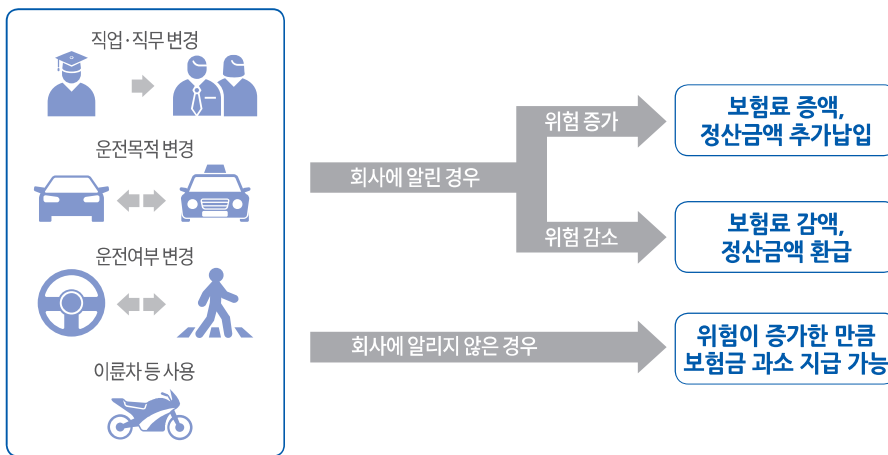 직업·직무 변경
운전목적 변경
운전여부 변경
이륜차 등 사용
회사에 알린 경우
위험 증가
보험료 증액,
정산금액 추가납입
위험 감소
보험료 감액,
정산금액 환급
회사에 알리지 않은 경우
위험이 증가한 만큼
보험금 과소 지급 가능